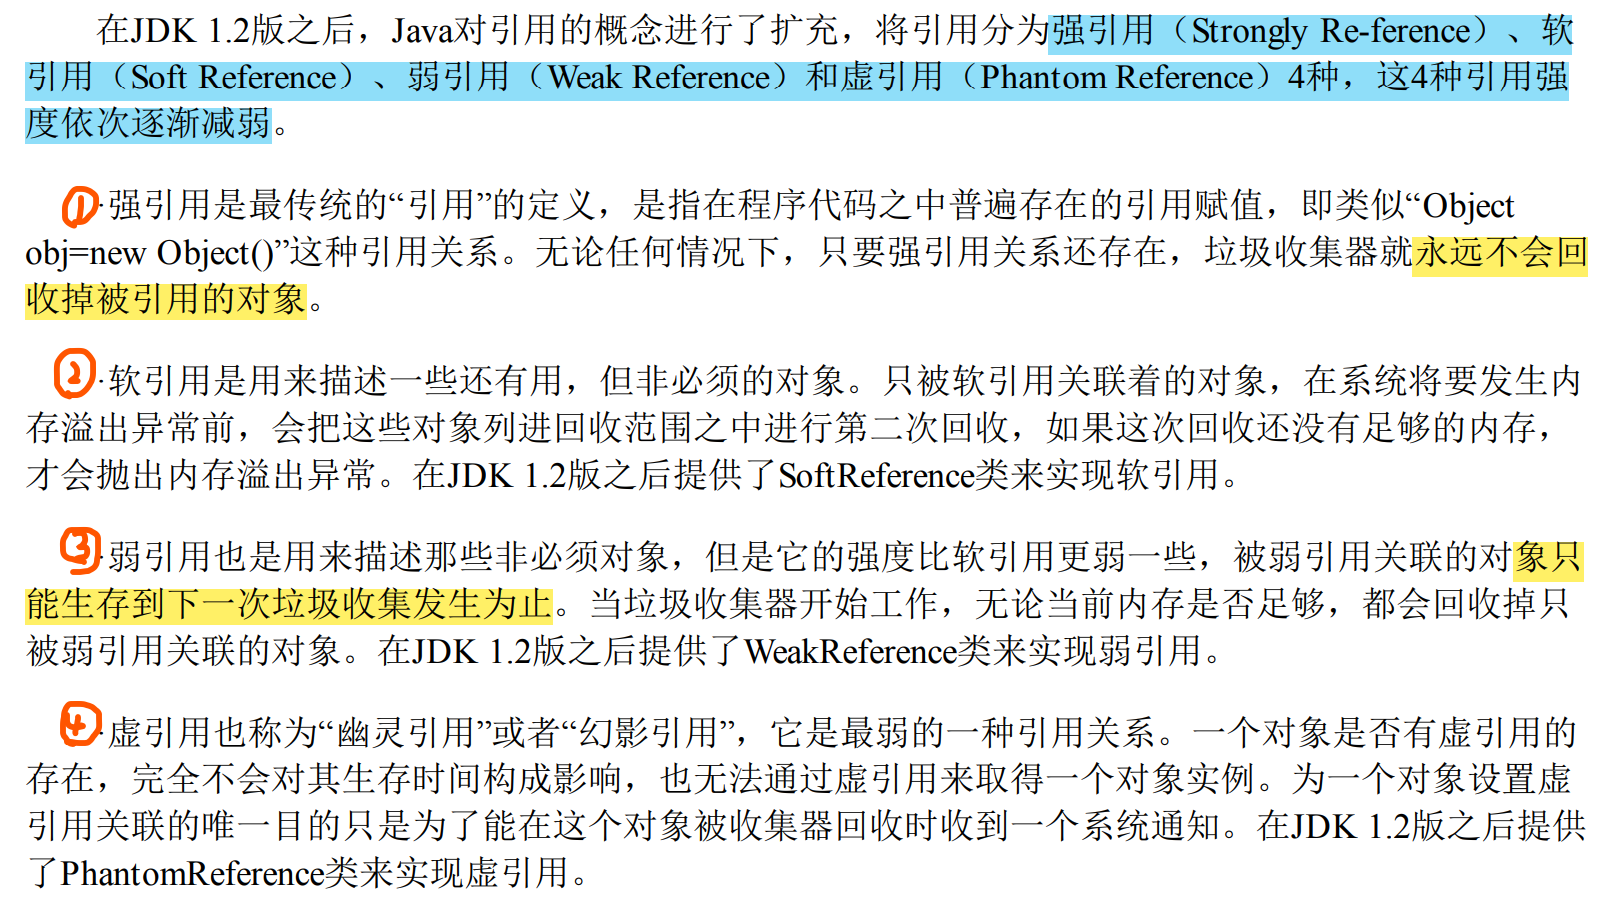 在JDK 1.2版之后，Java对引用的概念进行了扩充，将引用分为强引用（Strongly Re-ference）、软
引用（Soft Reference）、弱引用（Weak Reference）和虚引用（Phantom Reference）4种，这4种引用强
度依次逐渐减弱。
①·强引用是最传统的“引用”的定义，是指在程序代码之中普遍存在的引用赋值，即类似“Object
obj=new Object()”这种引用关系。无论任何情况下，只要强引用关系还存在，垃圾收集器就永远不会回
收掉被引用的对象。
②·软引用是用来描述一些还有用，但非必须的对象。只被软引用关联着的对象，在系统将要发生内
存溢出异常前，会把这些对象列进回收范围之中进行第二次回收，如果这次回收还没有足够的内存，
才会抛出内存溢出异常。在JDK 1.2版之后提供了SoftReference类来实现软引用。
③·弱引用也是用来描述那些非必须对象，但是它的强度比软引用更弱一些，被弱引用关联的对象只
能生存到下一次垃圾收集发生为止。当垃圾收集器开始工作，无论当前内存是否足够，都会回收掉只
被弱引用关联的对象。在JDK 1.2版之后提供了WeakReference类来实现弱引用。
④·虚引用也称为“幽灵引用”或者“幻影引用”，它是最弱的一种引用关系。一个对象是否有虚引用的
存在，完全不会对其生存时间构成影响，也无法通过虚引用来取得一个对象实例。为一个对象设置虚
引用关联的唯一目的只是为了能在这个对象被收集器回收时收到一个系统通知。在JDK 1.2版之后提供
了PhantomReference类来实现虚引用。